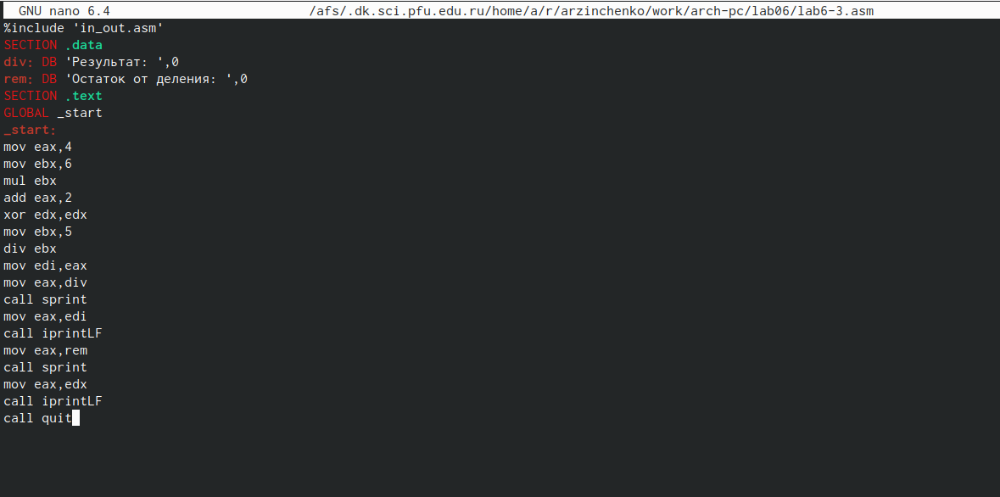 GNU nano 6.4 /afs/.dk.sci.pfu.edu.ru/home/a/r/arzinchenko/work/arch-pc/lab06/lab6-3.asm
%include 'in_out.asm'
SECTION .data
div: DB 'Результат: ',0
rem: DB 'Остаток от деления: ',0
SECTION .text
GLOBAL _start
_start:
mov eax,4
mov ebx,6
mul ebx
add eax,2
xor edx,edx
mov ebx,5
div ebx
mov edi,eax
mov eax,div
call sprint
mov eax,edi
call iprintLF
mov eax,rem
call sprint
mov eax,edx
call iprintLF
call quit